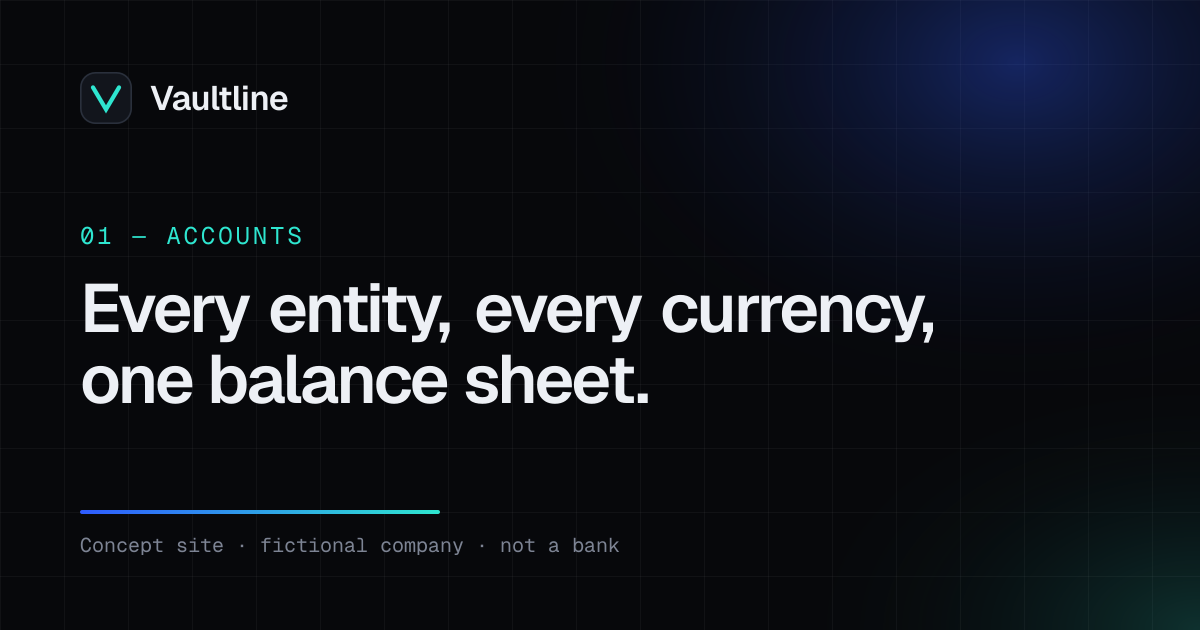 Vaultline
01 — ACCOUNTS
Every entity, every currency,
one balance sheet.
Concept site · fictional company · not a bank